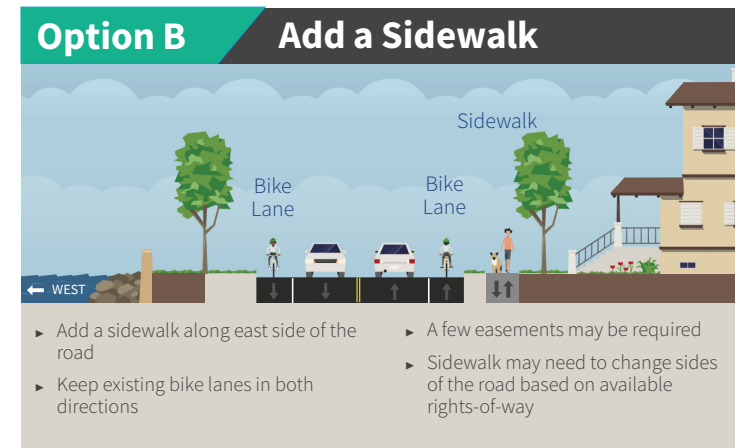 Option B
Add a Sidewalk
Sidewalk
Bike
Lane
Bike
Lane
WEST
► Add a sidewalk along east side of the
road
► Keep existing bike lanes in both
directions
► A few easements may be required
► Sidewalk may need to change sides
of the road based on available
rights-of-way